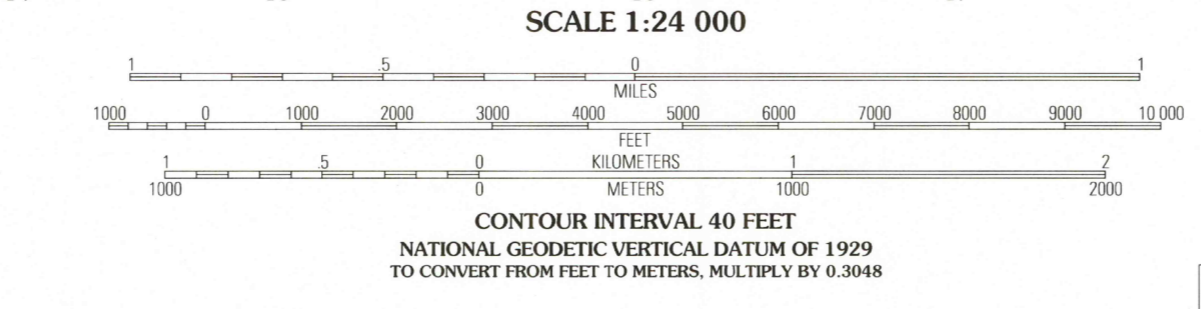 SCALE 1:24 000
1 .5 0 1
MILES
1000 0 1000 2000 3000 4000 5000 6000 7000 8000 9000 10 000
FEET
1 .5 0 KILOMETERS 1 2
1000 0 METERS 1000 2000
CONTOUR INTERVAL 40 FEET
NATIONAL GEODETIC VERTICAL DATUM OF 1929
TO CONVERT FROM FEET TO METERS, MULTIPLY BY 0.3048